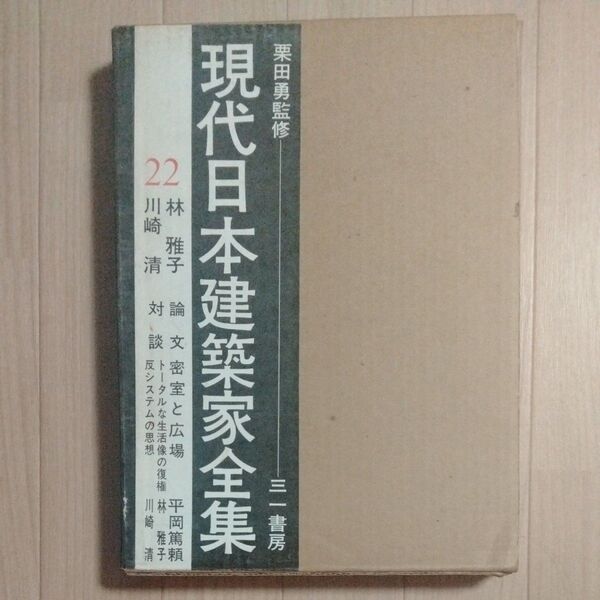 栗田勇監修
三一書房
現代日本建築家全集
22
林 雅子
川崎 清
論文 密室と広場 平岡篤頼
対談 トータルな生活像の復権 林 雅子
反システムの思想 川崎 清